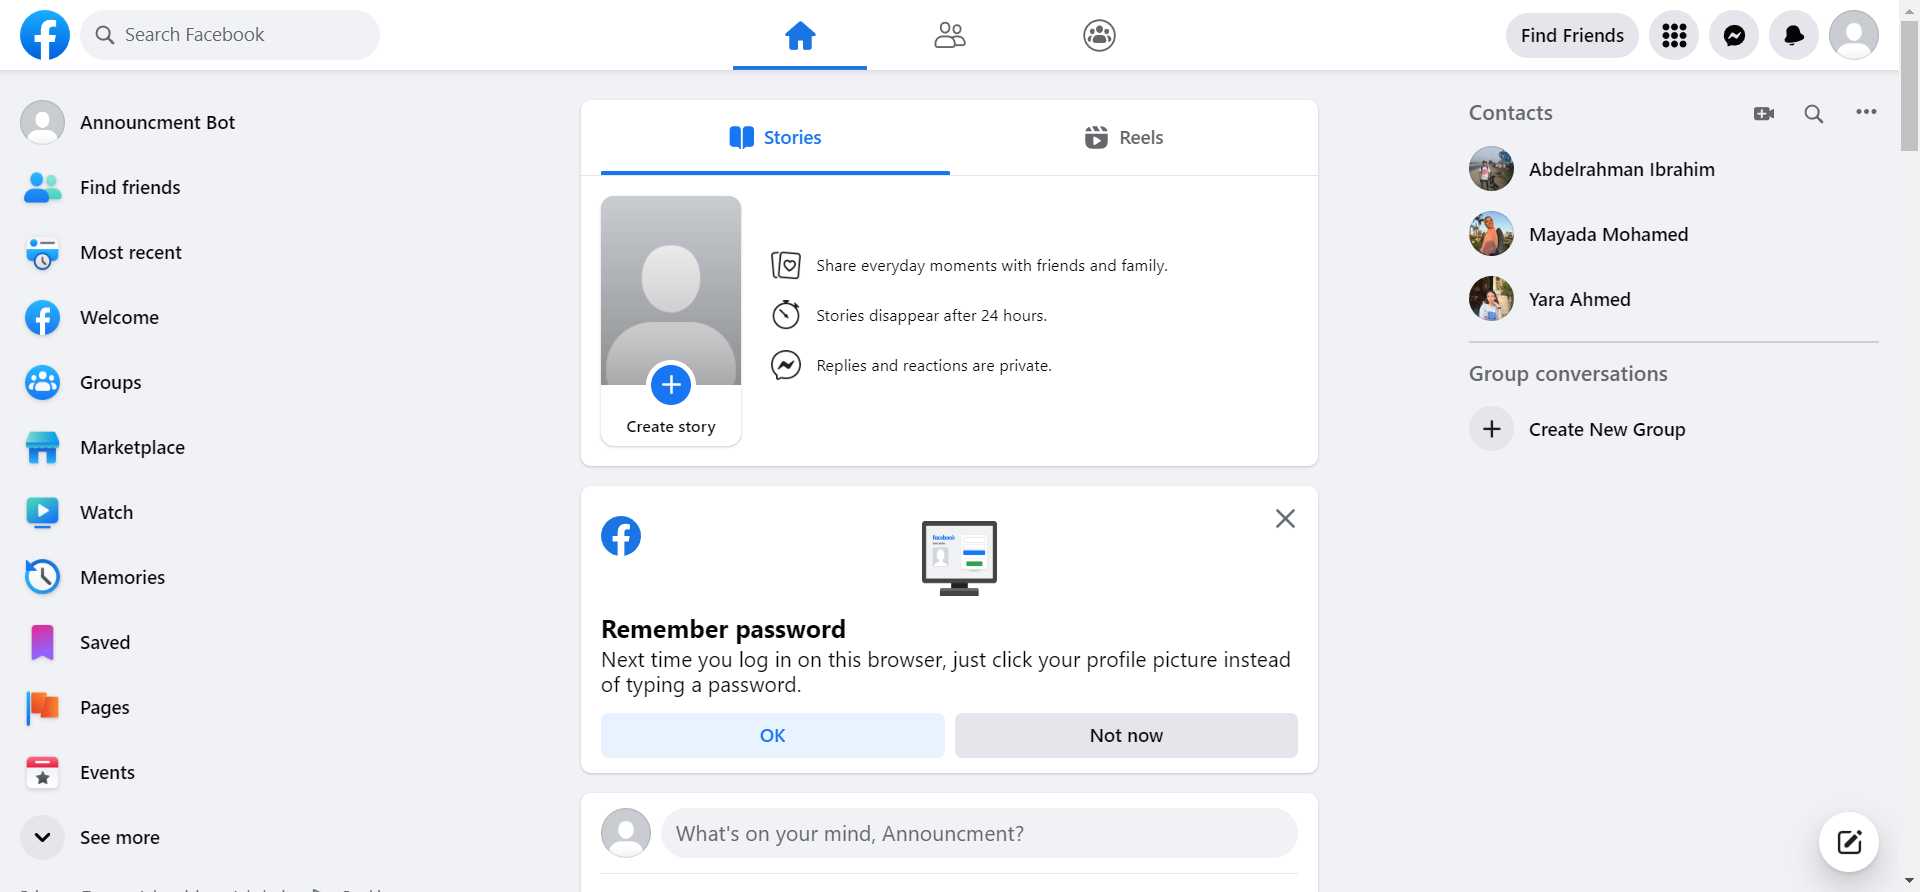 Search Facebook
Find Friends
Announcment Bot
Find friends
Most recent
Welcome
Groups
Marketplace
Watch
Memories
Saved
Pages
Events
See more
Stories
Reels
Share everyday moments with friends and family.
Stories disappear after 24 hours.
Replies and reactions are private.
Create story
facebook
Remember password
Next time you log in on this browser, just click your profile picture instead
of typing a password.
OK
Not now
What's on your mind, Announcment?
Contacts
Abdelrahman Ibrahim
Mayada Mohamed
Yara Ahmed
Group conversations
Create New Group